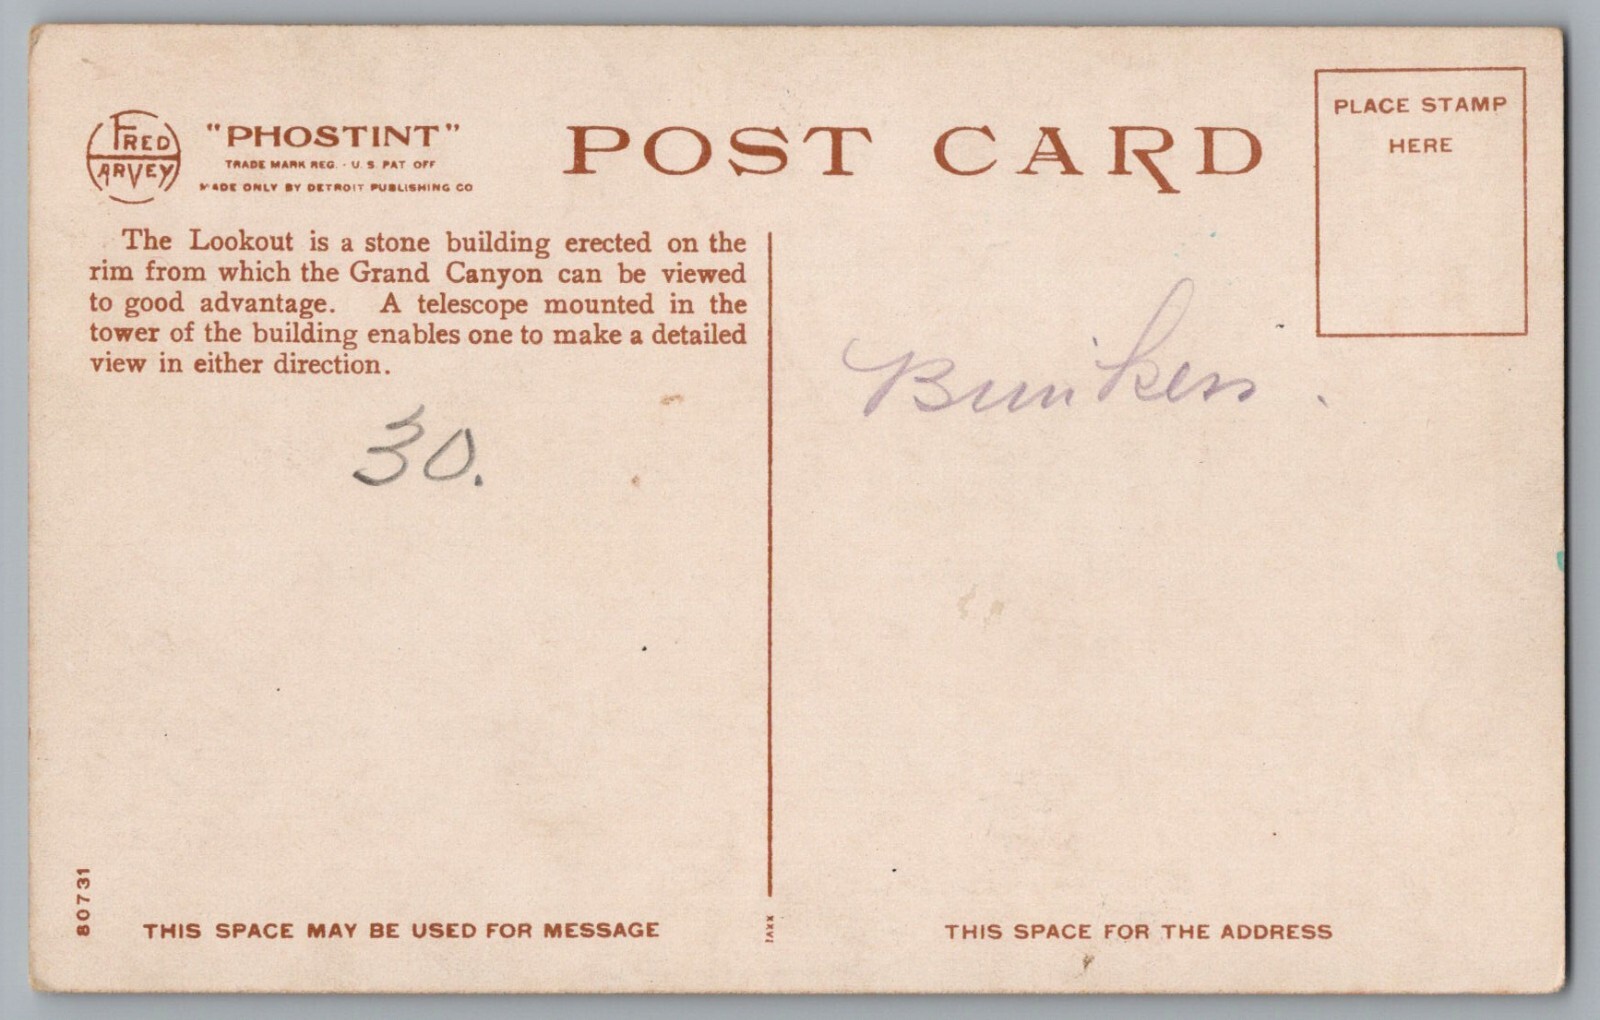 FRED
HARVEY
"PHOSTINT"
TRADE MARK REG. · U. S. PAT OFF
MADE ONLY BY DETROIT PUBLISHING CO
POST CARD
PLACE STAMP
HERE
The Lookout is a stone building erected on the
rim from which the Grand Canyon can be viewed
to good advantage. A telescope mounted in the
tower of the building enables one to make a detailed
view in either direction.
30.
80731
THIS SPACE MAY BE USED FOR MESSAGE
THIS SPACE FOR THE ADDRESS